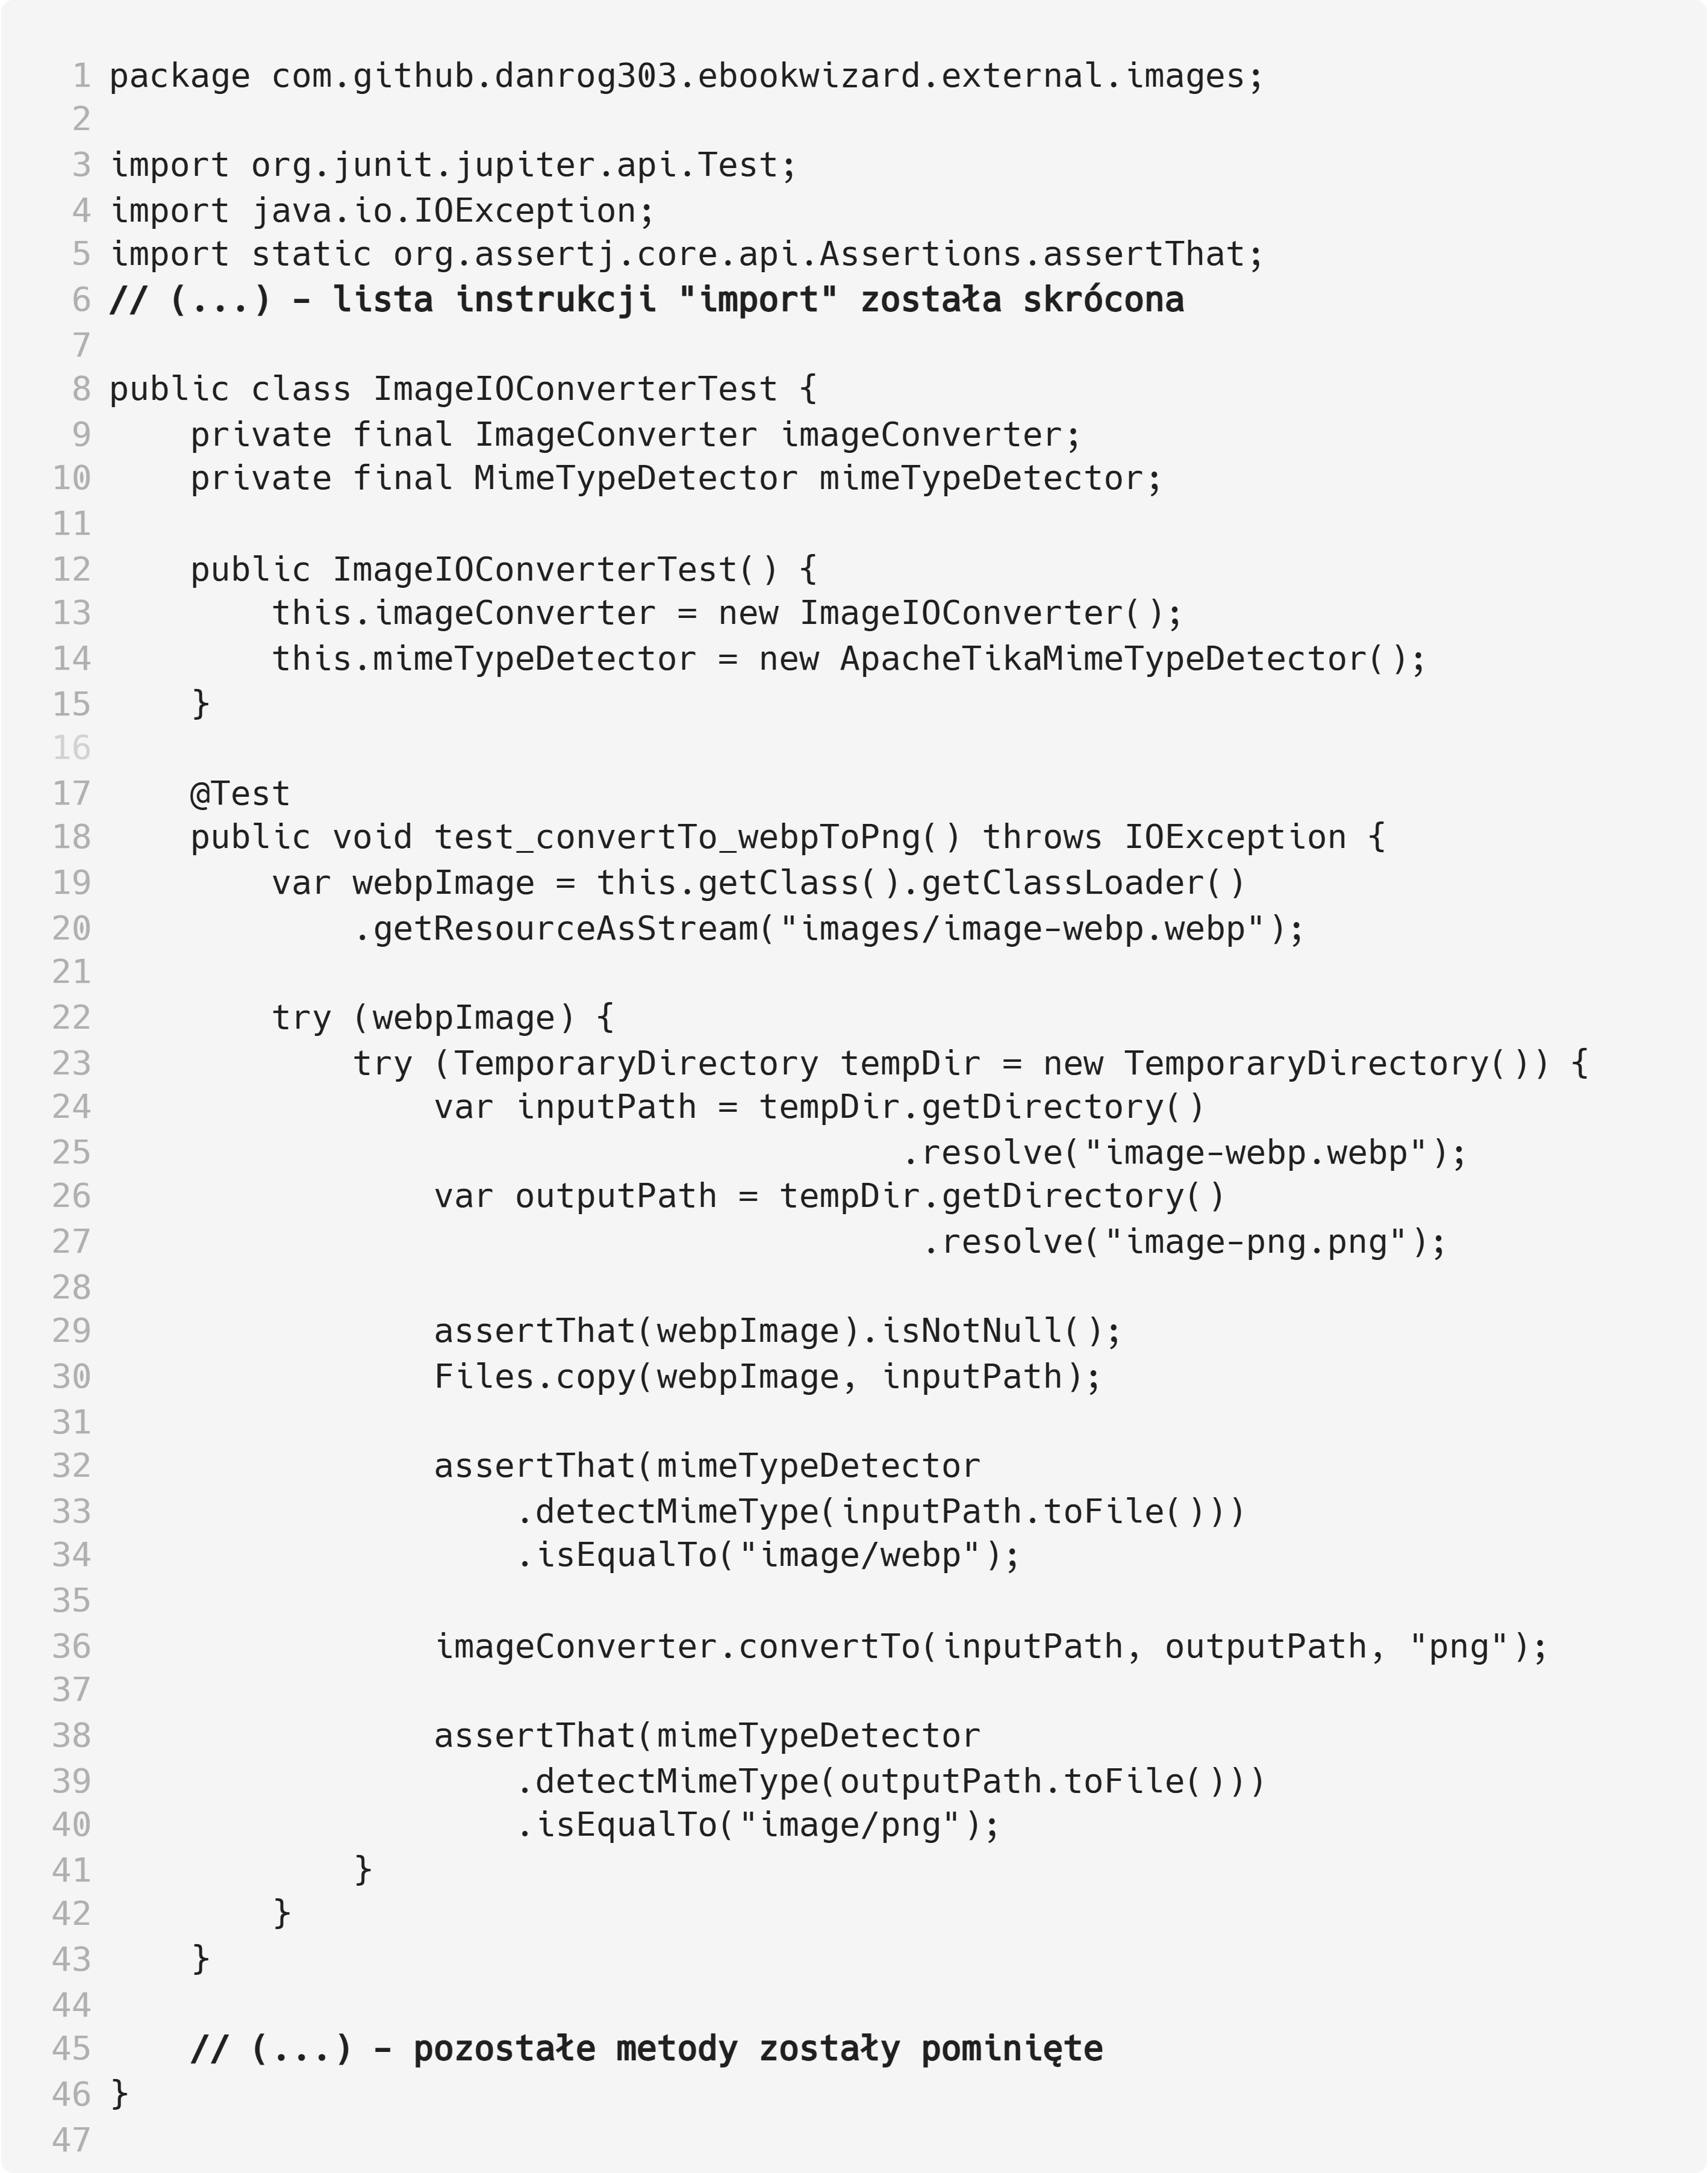 1 package com.github.danrog303.ebookwizard.external.images;
2
3 import org.junit.jupiter.api.Test;
4 import java.io.IOException;
5 import static org.assertj.core.api.Assertions.assertThat;
6 // (...) - lista instrukcji "import" została skrócona
7
8 public class ImageIOConverterTest {
9     private final ImageConverter imageConverter;
10     private final MimeTypeDetector mimeTypeDetector;
11
12     public ImageIOConverterTest() {
13         this.imageConverter = new ImageIOConverter();
14         this.mimeTypeDetector = new ApacheTikaMimeTypeDetector();
15     }
16
17     @Test
18     public void test_convertTo_webpToPng() throws IOException {
19         var webpImage = this.getClass().getClassLoader()
20             .getResourceAsStream("images/image-webp.webp");
21
22         try (webpImage) {
23             try (TemporaryDirectory tempDir = new TemporaryDirectory()) {
24                 var inputPath = tempDir.getDirectory()
25                                        .resolve("image-webp.webp");
26                 var outputPath = tempDir.getDirectory()
27                                         .resolve("image-png.png");
28
29                 assertThat(webpImage).isNotNull();
30                 Files.copy(webpImage, inputPath);
31
32                 assertThat(mimeTypeDetector
33                     .detectMimeType(inputPath.toFile()))
34                     .isEqualTo("image/webp");
35
36                 imageConverter.convertTo(inputPath, outputPath, "png");
37
38                 assertThat(mimeTypeDetector
39                     .detectMimeType(outputPath.toFile()))
40                     .isEqualTo("image/png");
41             }
42         }
43     }
44
45     // (...) - pozostałe metody zostały pominięte
46 }
47